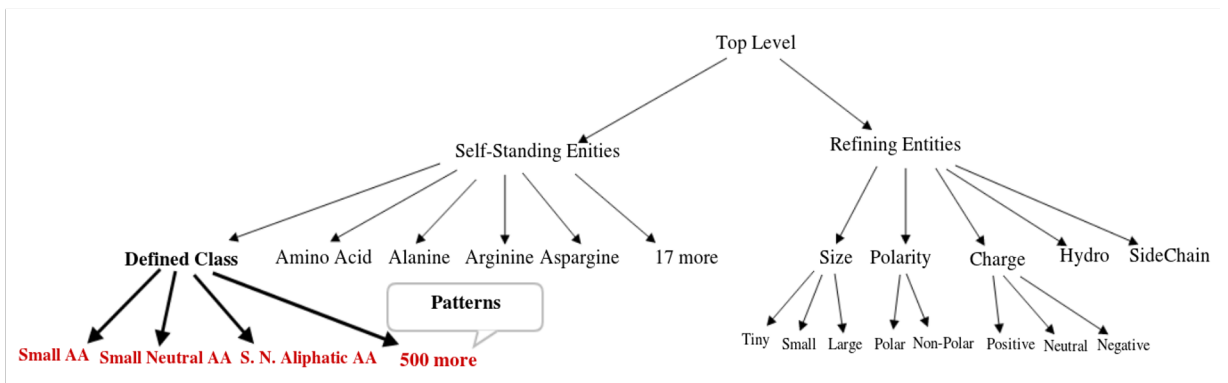 Top Level
Self-Standing Enities
Refining Entities
Defined Class
Amino Acid
Alanine
Arginine
Aspargine
17 more
Size
Polarity
Charge
Hydro
SideChain
Patterns
Small AA
Small Neutral AA
S. N. Aliphatic AA
500 more
Tiny
Small
Large
Polar
Non-Polar
Positive
Neutral
Negative